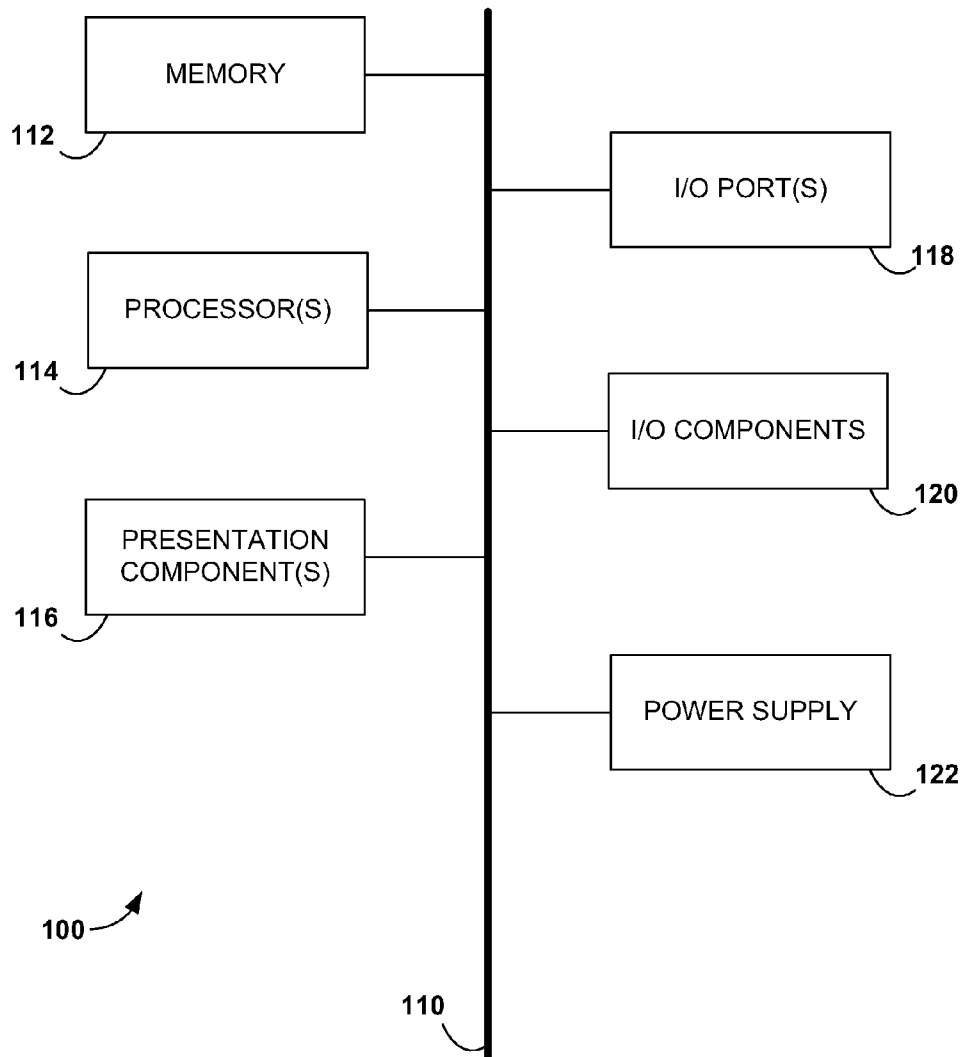 MEMORY
112
I/O PORT(S)
118
PROCESSOR(S)
114
I/O COMPONENTS
120
PRESENTATION
COMPONENT(S)
116
POWER SUPPLY
122
100
110